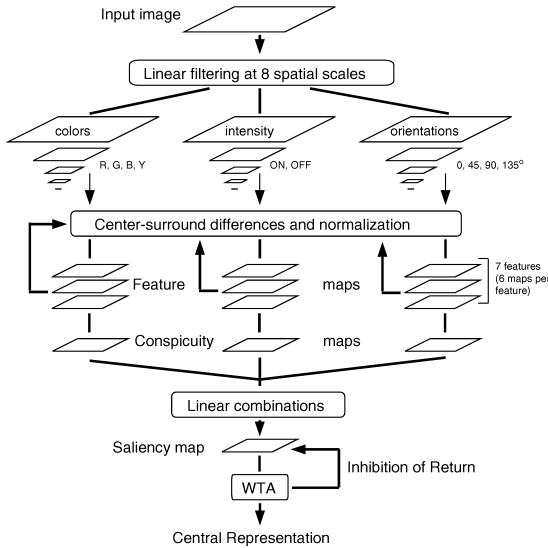 Input image
Linear filtering at 8 spatial scales
colors
intensity
orientations
R, G, B, Y
ON, OFF
0, 45, 90, 135°
Center-surround differences and normalization
Feature maps
7 features
(6 maps per
feature)
Conspicuity maps
Linear combinations
Saliency map
Inhibition of Return
WTA
Central Representation